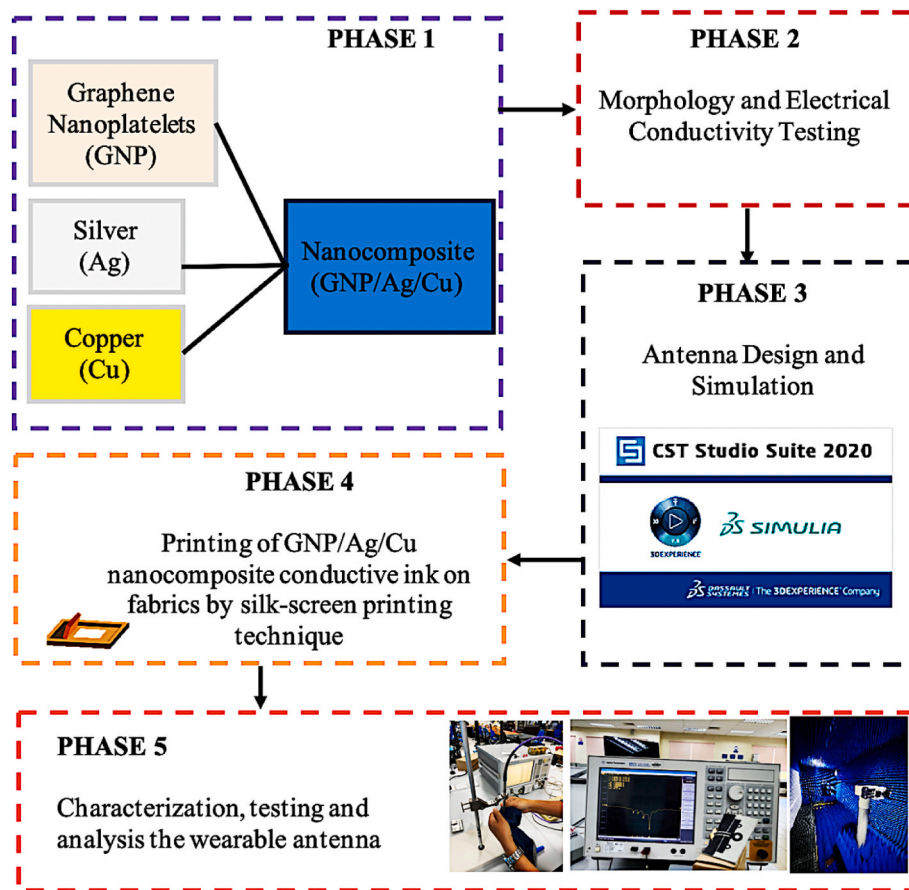 PHASE 1
Graphene
Nanoplatelets
(GNP)
Silver
(Ag)
Copper
(Cu)
Nanocomposite
(GNP/Ag/Cu)
PHASE 2
Morphology and Electrical
Conductivity Testing
PHASE 3
Antenna Design and
Simulation
CST Studio Suite 2020
3DEXPERIENCE
SIMULIA
DASSAULT
SYSTEMES | The 3DEXPERIENCE Company
PHASE 4
Printing of GNP/Ag/Cu
nanocomposite conductive ink on
fabrics by silk-screen printing
technique
PHASE 5
Characterization, testing and
analysis the wearable antenna